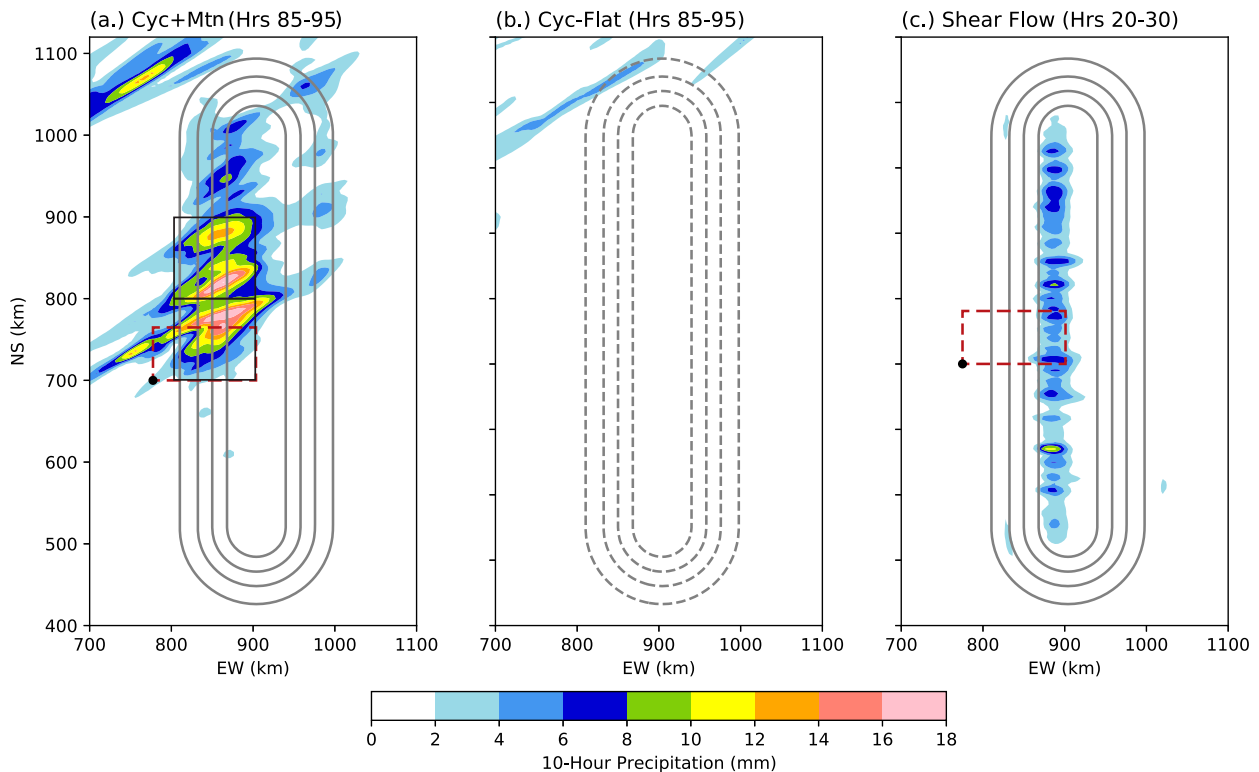 (a.) Cyc+Mtn (Hrs 85-95)
(b.) Cyc-Flat (Hrs 85-95)
(c.) Shear Flow (Hrs 20-30)
1100
1000
900
800
700
600
500
400
NS (km)
700 800 900 1000 1100
700 800 900 1000 1100
700 800 900 1000 1100
EW (km)
EW (km)
EW (km)
0 2 4 6 8 10 12 14 16 18
10-Hour Precipitation (mm)